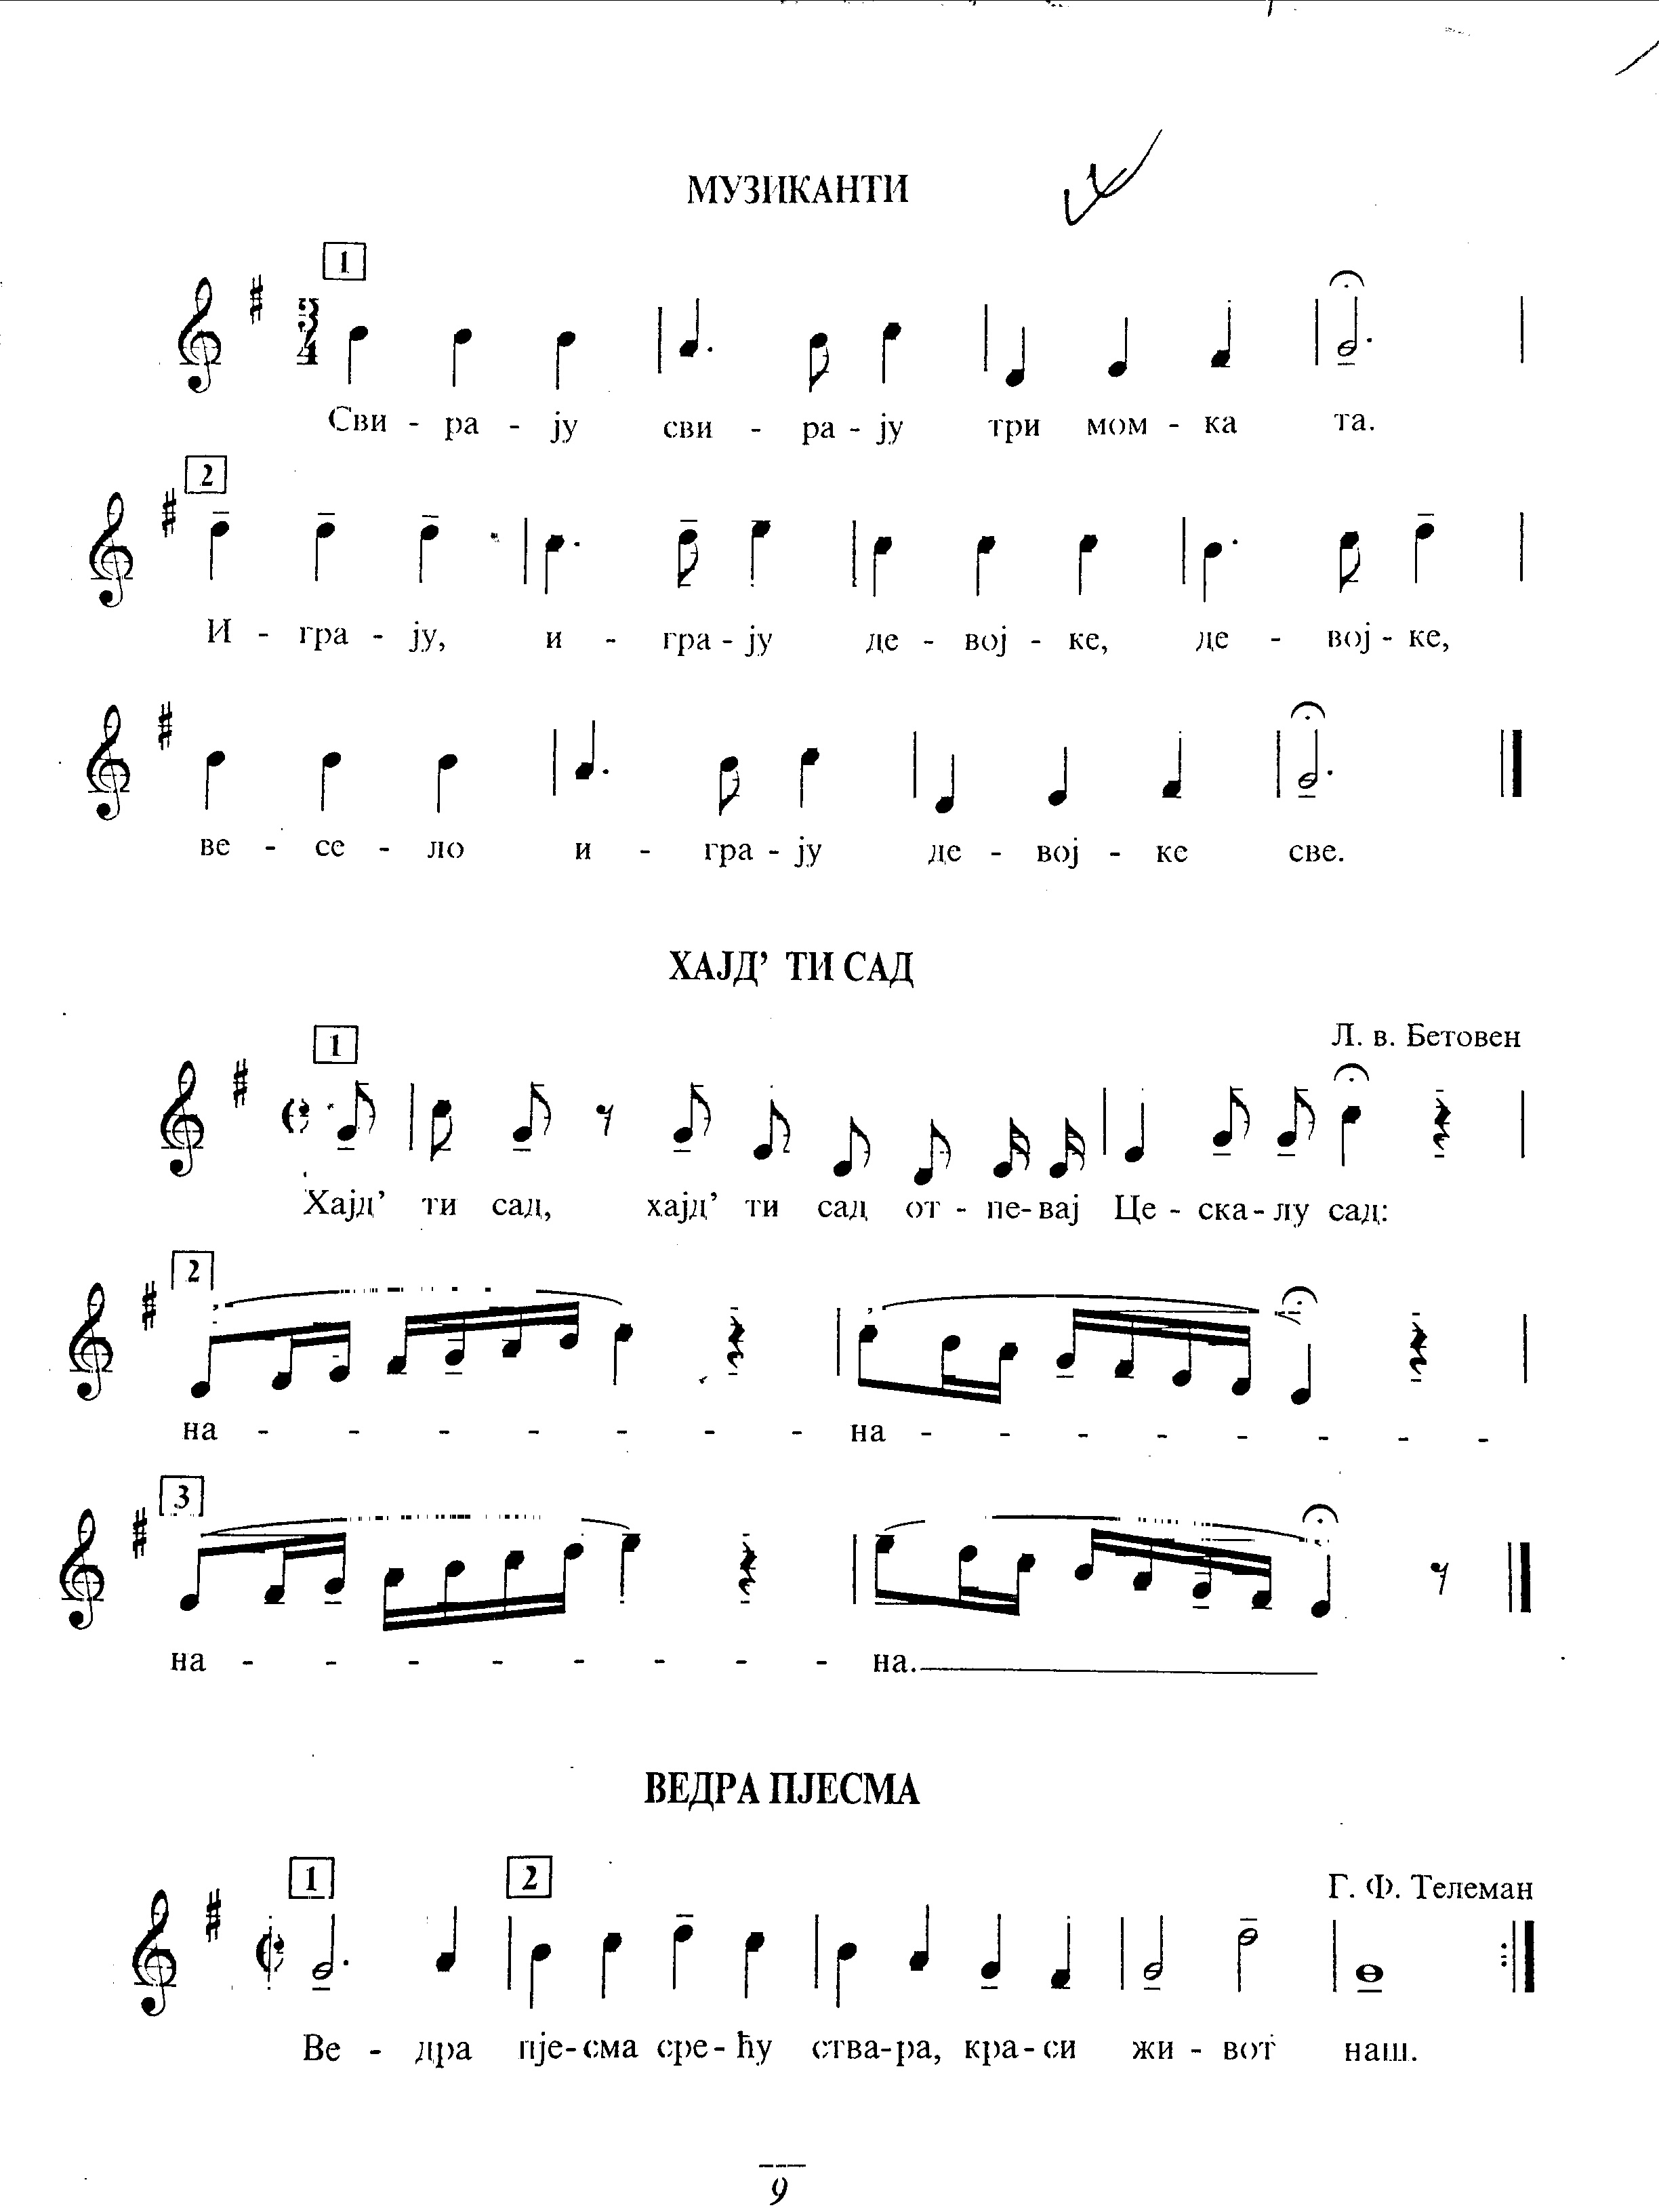 МУЗИКАНТИ
1
3
4
Сви - ра - ју сви - ра - ју три мом - ка та.
2
И - гра - ју, и - гра - ју де - вој - ке, де - вој - ке,
ве - се - ло и - гра - ју де - вој - ке све.
ХАЈД’ ТИ САД
Л. в. Бетовен
1
Хајд’ ти сад, хајд’ ти сад от - пе - вај Це - ска - лу сад:
2
на - - - - - - - на - - - - - - - -
3
на - - - - - - - - на.
ВЕДРА ПЈЕСМА
1 2
Г. Ф. Телеман
Ве - дра пје - сма сре - ћу ства - ра, кра - си жи - вот наш.
9